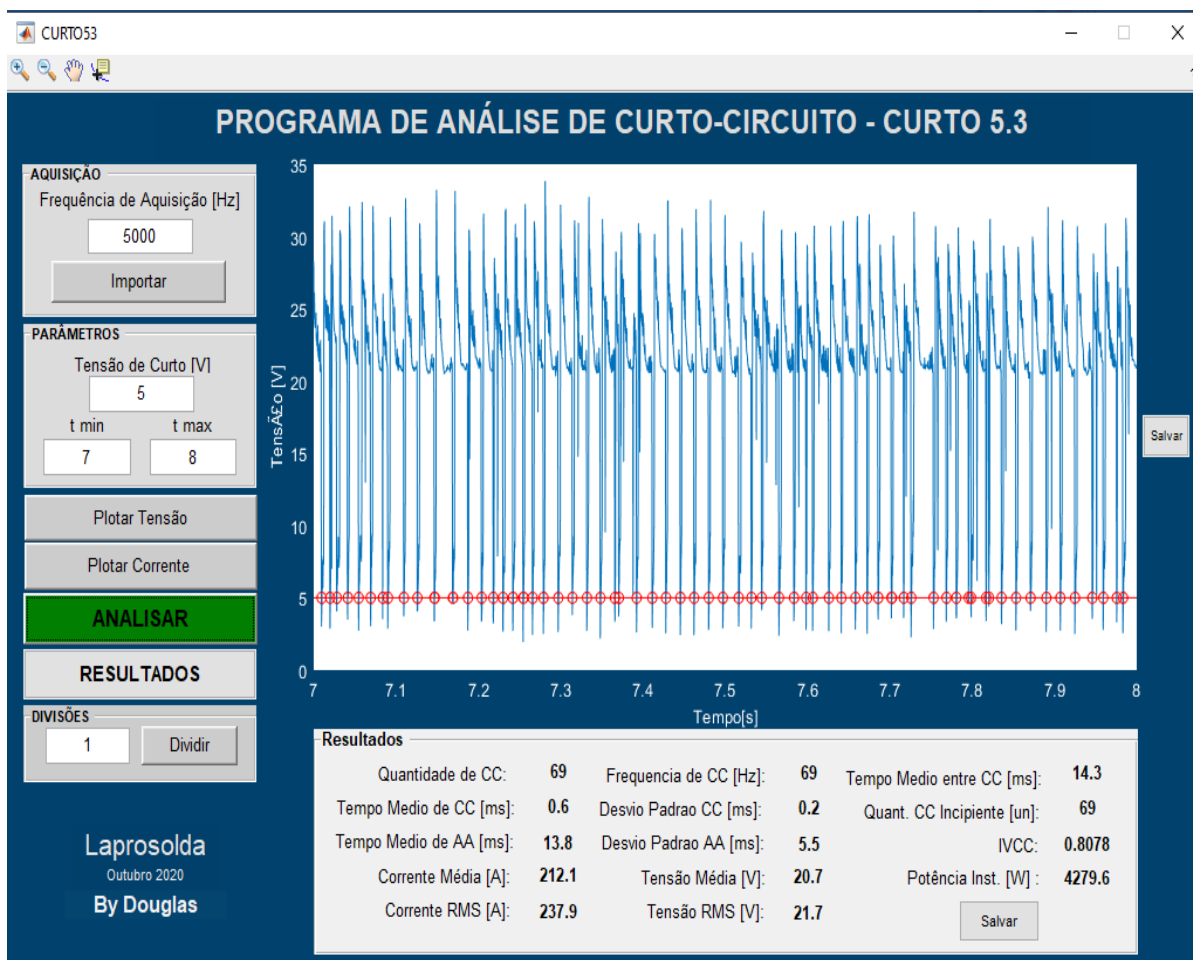 CURTO53
PROGRAMA DE ANÁLISE DE CURTO-CIRCUITO - CURTO 5.3
AQUISIÇÃO
Frequência de Aquisição [Hz]
5000
Importar
PARÂMETROS
Tensão de Curto [V]
5
t min t max
7 8
Plotar Tensão
Plotar Corrente
ANALISAR
RESULTADOS
DIVISÕES
1 Dividir
Laprosolda
Outubro 2020
By Douglas
35
30
25
20
15
10
5
0
TensÃ£o [V]
7 7.1 7.2 7.3 7.4 7.5 7.6 7.7 7.8 7.9 8
Tempo[s]
Salvar
Resultados
Quantidade de CC: 69 Frequência de CC [Hz]: 69 Tempo Medio entre CC [ms]: 14.3
Tempo Medio de CC [ms]: 0.6 Desvio Padrao CC [ms]: 0.2 Quant. CC Incipiente [un]: 69
Tempo Medio de AA [ms]: 13.8 Desvio Padrao AA [ms]: 5.5 IVCC: 0.8078
Corrente Média [A]: 212.1 Tensão Média [V]: 20.7 Potência Inst. [W] : 4279.6
Corrente RMS [A]: 237.9 Tensão RMS [V]: 21.7 Salvar